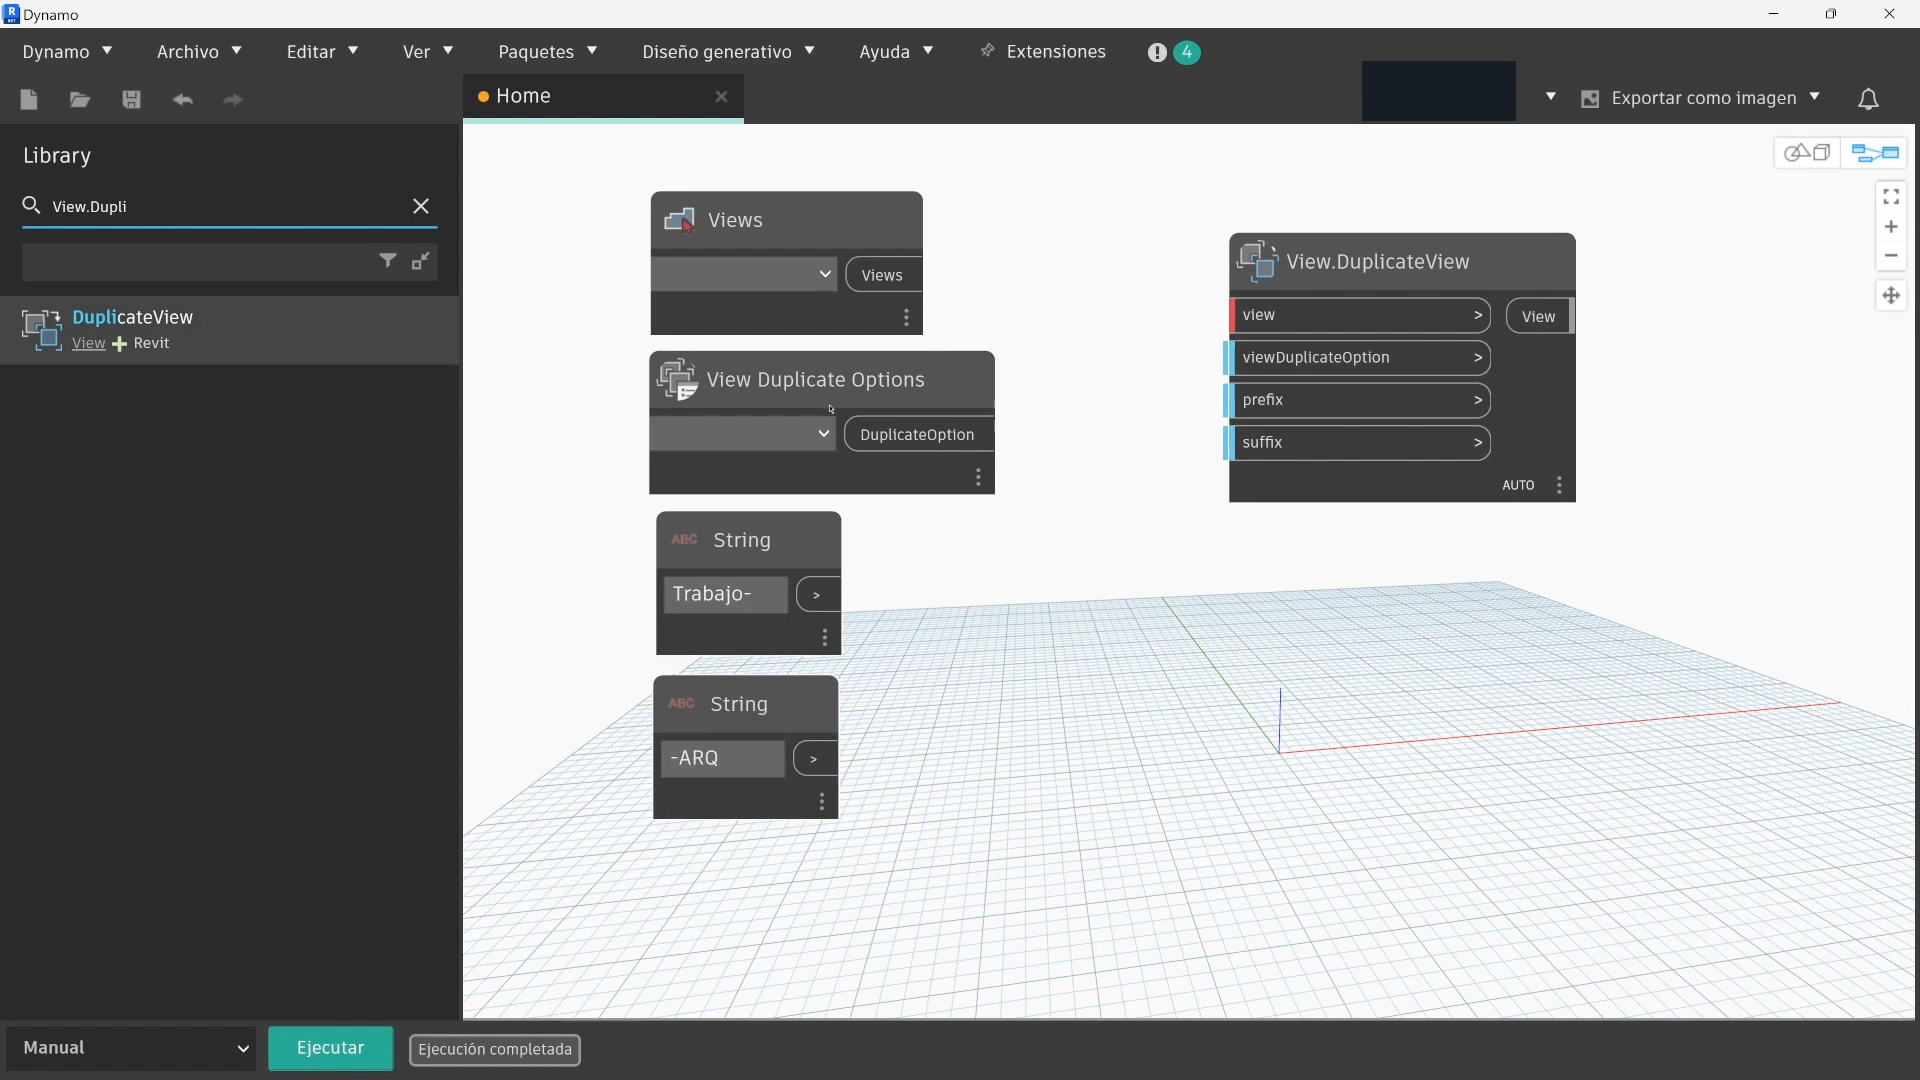 Dynamo
Dynamo Archivo Editar Ver Paquetes Diseño generativo Ayuda Extensiones 4
Home
Exportar como imagen
Library
View.Dupli
DuplicateView
View Revit
Views
Views
View Duplicate Options
DuplicateOption
ABC String
Trabajo- >
ABC String
-ARQ >
View.DuplicateView
view > View
viewDuplicateOption >
prefix >
suffix >
AUTO
Manual Ejecutar Ejecución completada